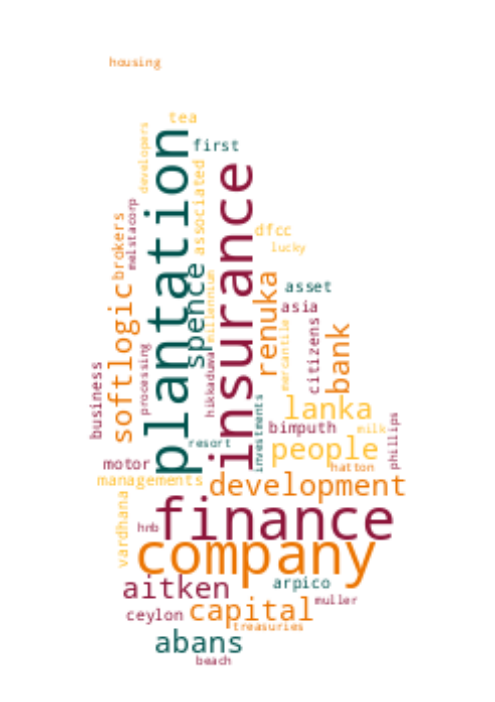 housing
tea
developers
plantation
first
associated
insurance
melstacorp
brokers
dfcc
lucky
spence
millennium
renuka
asset
asia
softlogic
mercantile
citizens
bank
processing
hikkaduwa
business
investments
lanka
phillips
bimputh
milk
resort
people
motor
hatton
managements
development
vardhana
hnb
finance
company
aitken
arpico
muller
ceylon
capital
treasuries
abans
beach